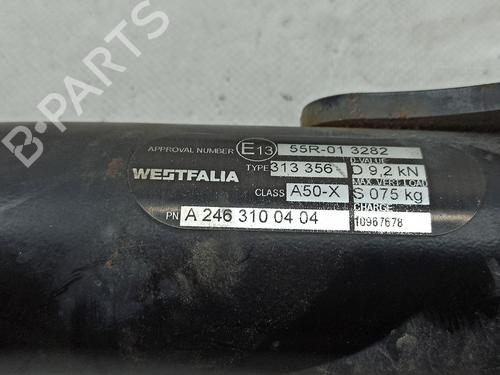 B-PARTS
APPROVAL NUMBER E13 55R-01 3282
WESTFALIA TYPE 313 356 D-VALUE D 9,2 kN
CLASS A50-X MAX. VERT LOAD S 075 kg
PN A 246 310 04 04 CHARGE 10967678